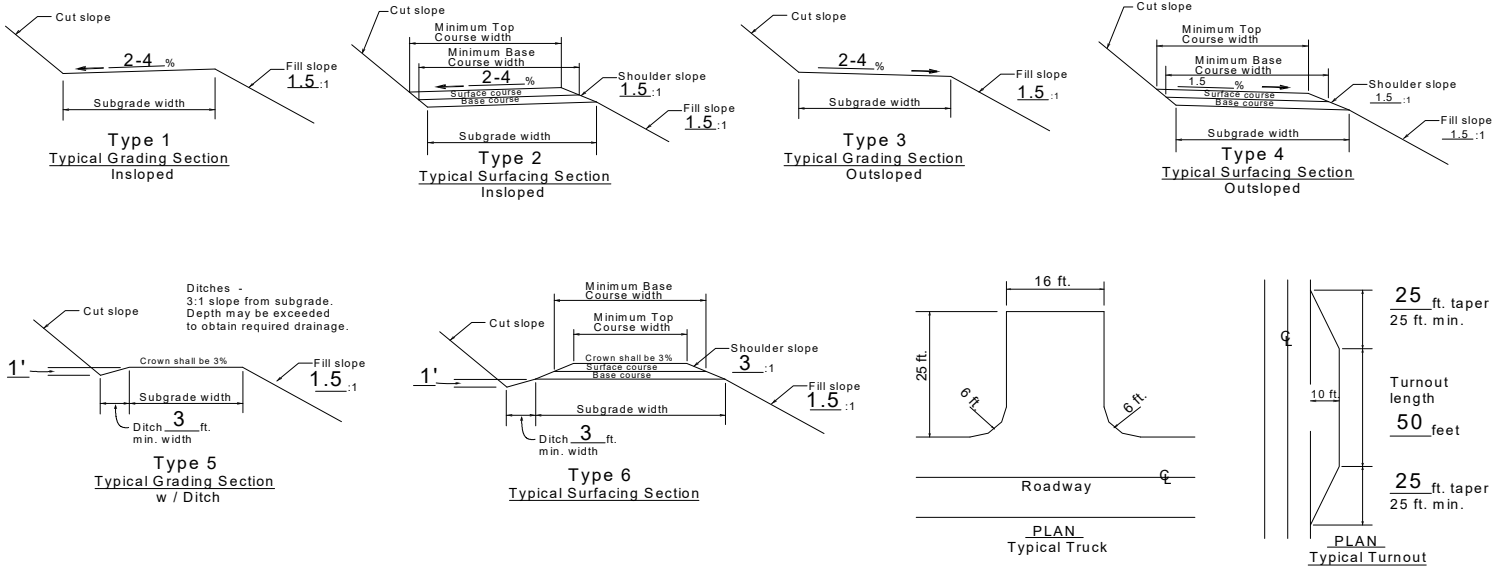 Cut slope
2-4 %
Fill slope
1.5 :1
Subgrade width
Type 1
Typical Grading Section
Insloped
Cut slope
Minimum Top
Course width
Minimum Base
Course width
2-4 %
Surface course
Base course
Shoulder slope
1.5 :1
Fill slope
1.5 :1
Subgrade width
Type 2
Typical Surfacing Section
Insloped
Cut slope
2-4 %
Fill slope
1.5 :1
Subgrade width
Type 3
Typical Grading Section
Outsloped
Cut slope
Minimum Top
Course width
Minimum Base
Course width
1.5 %
Surface course
Base course
Shoulder slope
1.5 :1
Fill slope
1.5 :1
Subgrade width
Type 4
Typical Surfacing Section
Outsloped
Ditches -
3:1 slope from subgrade.
Depth may be exceeded
to obtain required drainage.
Cut slope
Crown shall be 3%
1'
Fill slope
1.5 :1
Subgrade width
Ditch 3 ft.
min. width
Type 5
Typical Grading Section
w / Ditch
Minimum Base
Course width
Cut slope
Minimum Top
Course width
Crown shall be 3%
Surface course
Base course
Shoulder slope
3 :1
1'
Fill slope
1.5 :1
Subgrade width
Ditch 3 ft.
min. width
Type 6
Typical Surfacing Section
16 ft.
25 ft.
6 ft.
6 ft.
℄
Roadway
PLAN
Typical Truck
℄
25 ft. taper
25 ft. min.
10 ft.
Turnout
length
50 feet
25 ft. taper
25 ft. min.
PLAN
Typical Turnout